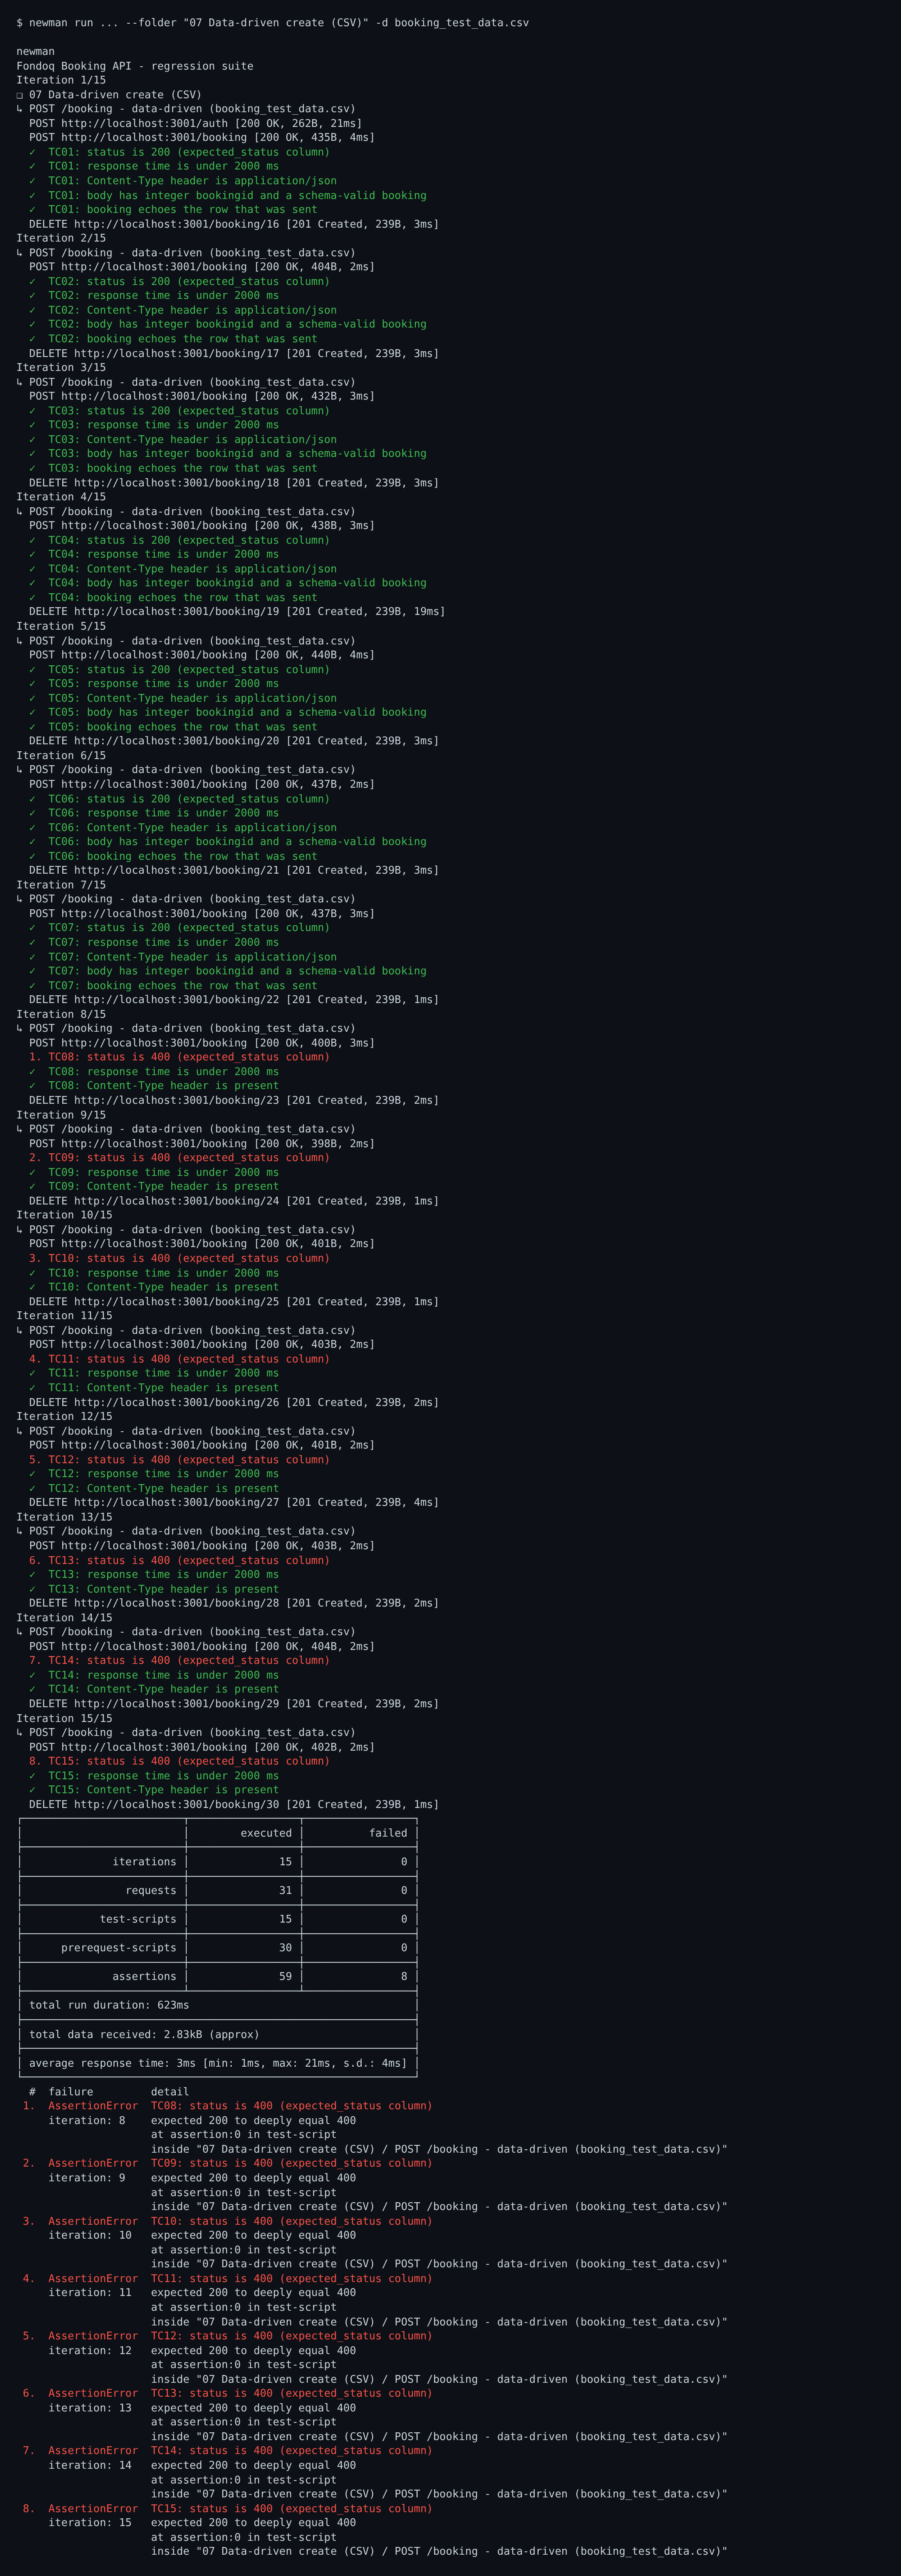 $ newman run ... --folder "07 Data-driven create (CSV)" -d booking_test_data.csv
newman
Fondoq Booking API - regression suite
Iteration 1/15
❏ 07 Data-driven create (CSV)
↳ POST /booking - data-driven (booking_test_data.csv)
POST http://localhost:3001/auth [200 OK, 262B, 21ms]
POST http://localhost:3001/booking [200 OK, 435B, 4ms]
✓ TC01: status is 200 (expected_status column)
✓ TC01: response time is under 2000 ms
✓ TC01: Content-Type header is application/json
✓ TC01: body has integer bookingid and a schema-valid booking
✓ TC01: booking echoes the row that was sent
DELETE http://localhost:3001/booking/16 [201 Created, 239B, 3ms]
Iteration 2/15
↳ POST /booking - data-driven (booking_test_data.csv)
POST http://localhost:3001/booking [200 OK, 404B, 2ms]
✓ TC02: status is 200 (expected_status column)
✓ TC02: response time is under 2000 ms
✓ TC02: Content-Type header is application/json
✓ TC02: body has integer bookingid and a schema-valid booking
✓ TC02: booking echoes the row that was sent
DELETE http://localhost:3001/booking/17 [201 Created, 239B, 3ms]
Iteration 3/15
↳ POST /booking - data-driven (booking_test_data.csv)
POST http://localhost:3001/booking [200 OK, 432B, 3ms]
✓ TC03: status is 200 (expected_status column)
✓ TC03: response time is under 2000 ms
✓ TC03: Content-Type header is application/json
✓ TC03: body has integer bookingid and a schema-valid booking
✓ TC03: booking echoes the row that was sent
DELETE http://localhost:3001/booking/18 [201 Created, 239B, 3ms]
Iteration 4/15
↳ POST /booking - data-driven (booking_test_data.csv)
POST http://localhost:3001/booking [200 OK, 438B, 3ms]
✓ TC04: status is 200 (expected_status column)
✓ TC04: response time is under 2000 ms
✓ TC04: Content-Type header is application/json
✓ TC04: body has integer bookingid and a schema-valid booking
✓ TC04: booking echoes the row that was sent
DELETE http://localhost:3001/booking/19 [201 Created, 239B, 19ms]
Iteration 5/15
↳ POST /booking - data-driven (booking_test_data.csv)
POST http://localhost:3001/booking [200 OK, 440B, 4ms]
✓ TC05: status is 200 (expected_status column)
✓ TC05: response time is under 2000 ms
✓ TC05: Content-Type header is application/json
✓ TC05: body has integer bookingid and a schema-valid booking
✓ TC05: booking echoes the row that was sent
DELETE http://localhost:3001/booking/20 [201 Created, 239B, 3ms]
Iteration 6/15
↳ POST /booking - data-driven (booking_test_data.csv)
POST http://localhost:3001/booking [200 OK, 437B, 2ms]
✓ TC06: status is 200 (expected_status column)
✓ TC06: response time is under 2000 ms
✓ TC06: Content-Type header is application/json
✓ TC06: body has integer bookingid and a schema-valid booking
✓ TC06: booking echoes the row that was sent
DELETE http://localhost:3001/booking/21 [201 Created, 239B, 3ms]
Iteration 7/15
↳ POST /booking - data-driven (booking_test_data.csv)
POST http://localhost:3001/booking [200 OK, 437B, 3ms]
✓ TC07: status is 200 (expected_status column)
✓ TC07: response time is under 2000 ms
✓ TC07: Content-Type header is application/json
✓ TC07: body has integer bookingid and a schema-valid booking
✓ TC07: booking echoes the row that was sent
DELETE http://localhost:3001/booking/22 [201 Created, 239B, 1ms]
Iteration 8/15
↳ POST /booking - data-driven (booking_test_data.csv)
POST http://localhost:3001/booking [200 OK, 400B, 3ms]
1. TC08: status is 400 (expected_status column)
✓ TC08: response time is under 2000 ms
✓ TC08: Content-Type header is present
DELETE http://localhost:3001/booking/23 [201 Created, 239B, 2ms]
Iteration 9/15
↳ POST /booking - data-driven (booking_test_data.csv)
POST http://localhost:3001/booking [200 OK, 398B, 2ms]
2. TC09: status is 400 (expected_status column)
✓ TC09: response time is under 2000 ms
✓ TC09: Content-Type header is present
DELETE http://localhost:3001/booking/24 [201 Created, 239B, 1ms]
Iteration 10/15
↳ POST /booking - data-driven (booking_test_data.csv)
POST http://localhost:3001/booking [200 OK, 401B, 2ms]
3. TC10: status is 400 (expected_status column)
✓ TC10: response time is under 2000 ms
✓ TC10: Content-Type header is present
DELETE http://localhost:3001/booking/25 [201 Created, 239B, 1ms]
Iteration 11/15
↳ POST /booking - data-driven (booking_test_data.csv)
POST http://localhost:3001/booking [200 OK, 403B, 2ms]
4. TC11: status is 400 (expected_status column)
✓ TC11: response time is under 2000 ms
✓ TC11: Content-Type header is present
DELETE http://localhost:3001/booking/26 [201 Created, 239B, 2ms]
Iteration 12/15
↳ POST /booking - data-driven (booking_test_data.csv)
POST http://localhost:3001/booking [200 OK, 401B, 2ms]
5. TC12: status is 400 (expected_status column)
✓ TC12: response time is under 2000 ms
✓ TC12: Content-Type header is present
DELETE http://localhost:3001/booking/27 [201 Created, 239B, 4ms]
Iteration 13/15
↳ POST /booking - data-driven (booking_test_data.csv)
POST http://localhost:3001/booking [200 OK, 403B, 2ms]
6. TC13: status is 400 (expected_status column)
✓ TC13: response time is under 2000 ms
✓ TC13: Content-Type header is present
DELETE http://localhost:3001/booking/28 [201 Created, 239B, 2ms]
Iteration 14/15
↳ POST /booking - data-driven (booking_test_data.csv)
POST http://localhost:3001/booking [200 OK, 404B, 2ms]
7. TC14: status is 400 (expected_status column)
✓ TC14: response time is under 2000 ms
✓ TC14: Content-Type header is present
DELETE http://localhost:3001/booking/29 [201 Created, 239B, 2ms]
Iteration 15/15
↳ POST /booking - data-driven (booking_test_data.csv)
POST http://localhost:3001/booking [200 OK, 402B, 2ms]
8. TC15: status is 400 (expected_status column)
✓ TC15: response time is under 2000 ms
✓ TC15: Content-Type header is present
DELETE http://localhost:3001/booking/30 [201 Created, 239B, 1ms]
executed failed
iterations 15 0
requests 31 0
test-scripts 15 0
prerequest-scripts 30 0
assertions 59 8
total run duration: 623ms
total data received: 2.83kB (approx)
average response time: 3ms [min: 1ms, max: 21ms, s.d.: 4ms]
# failure detail
1. AssertionError TC08: status is 400 (expected_status column)
iteration: 8 expected 200 to deeply equal 400
at assertion:0 in test-script
inside "07 Data-driven create (CSV) / POST /booking - data-driven (booking_test_data.csv)"
2. AssertionError TC09: status is 400 (expected_status column)
iteration: 9 expected 200 to deeply equal 400
at assertion:0 in test-script
inside "07 Data-driven create (CSV) / POST /booking - data-driven (booking_test_data.csv)"
3. AssertionError TC10: status is 400 (expected_status column)
iteration: 10 expected 200 to deeply equal 400
at assertion:0 in test-script
inside "07 Data-driven create (CSV) / POST /booking - data-driven (booking_test_data.csv)"
4. AssertionError TC11: status is 400 (expected_status column)
iteration: 11 expected 200 to deeply equal 400
at assertion:0 in test-script
inside "07 Data-driven create (CSV) / POST /booking - data-driven (booking_test_data.csv)"
5. AssertionError TC12: status is 400 (expected_status column)
iteration: 12 expected 200 to deeply equal 400
at assertion:0 in test-script
inside "07 Data-driven create (CSV) / POST /booking - data-driven (booking_test_data.csv)"
6. AssertionError TC13: status is 400 (expected_status column)
iteration: 13 expected 200 to deeply equal 400
at assertion:0 in test-script
inside "07 Data-driven create (CSV) / POST /booking - data-driven (booking_test_data.csv)"
7. AssertionError TC14: status is 400 (expected_status column)
iteration: 14 expected 200 to deeply equal 400
at assertion:0 in test-script
inside "07 Data-driven create (CSV) / POST /booking - data-driven (booking_test_data.csv)"
8. AssertionError TC15: status is 400 (expected_status column)
iteration: 15 expected 200 to deeply equal 400
at assertion:0 in test-script
inside "07 Data-driven create (CSV) / POST /booking - data-driven (booking_test_data.csv)"